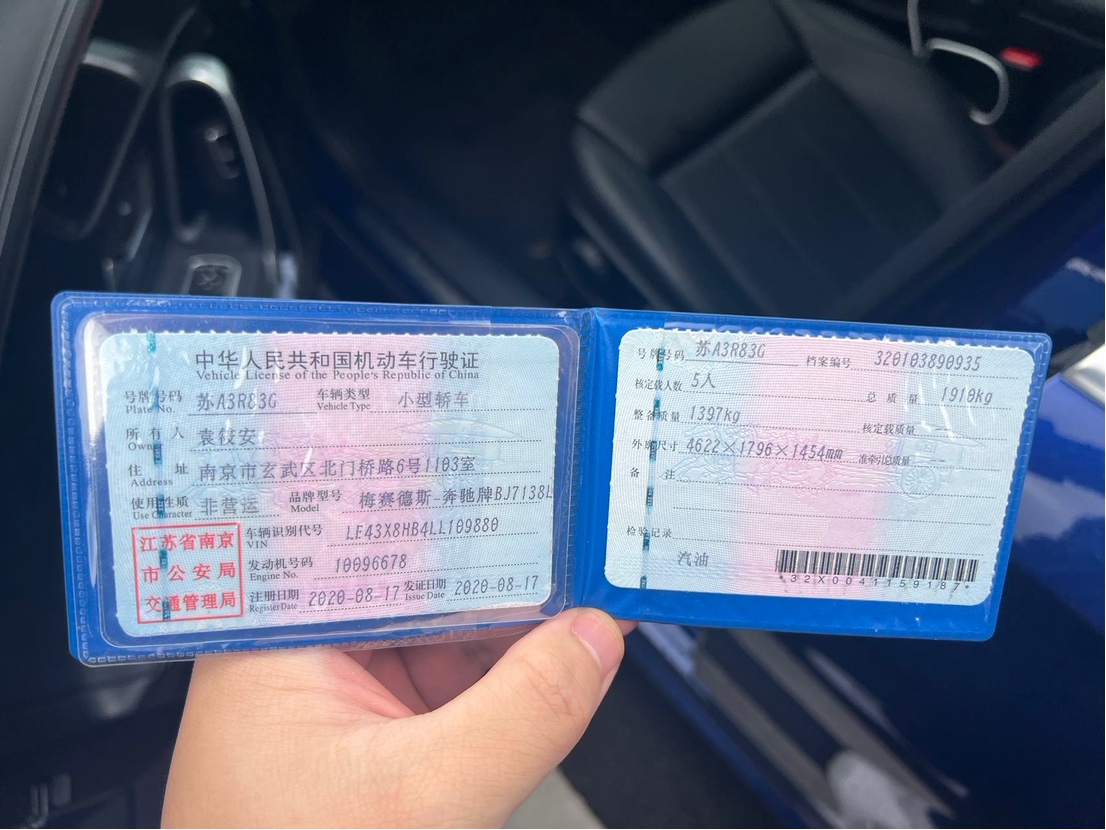 中华人民共和国机动车行驶证
Vehicle License of the People's Republic of China
号牌号码 Plate No. 苏A3R83G 车辆类型 Vehicle Type 小型轿车
所有人 Owner 袁筱安
住址 Address 南京市玄武区北门桥路6号1103室
使用性质 Use Character 非营运 品牌型号 Model 梅赛德斯-奔驰牌BJ7138L
江苏省南京
市公安局
交通管理局
车辆识别代号 VIN LE43X8HB4LL109880
发动机号码 Engine No. 10096678
注册日期 Register Date 2020-08-17 发证日期 Issue Date 2020-08-17
号牌号码 苏A3R83G 档案编号 320103890935
核定载人数 5人 总质量 1910kg
整备质量 1397kg 核定载质量
外廓尺寸 4622×1796×1454mm 准牵引总质量 --
备注
检验记录
汽油
*32X0041159187*